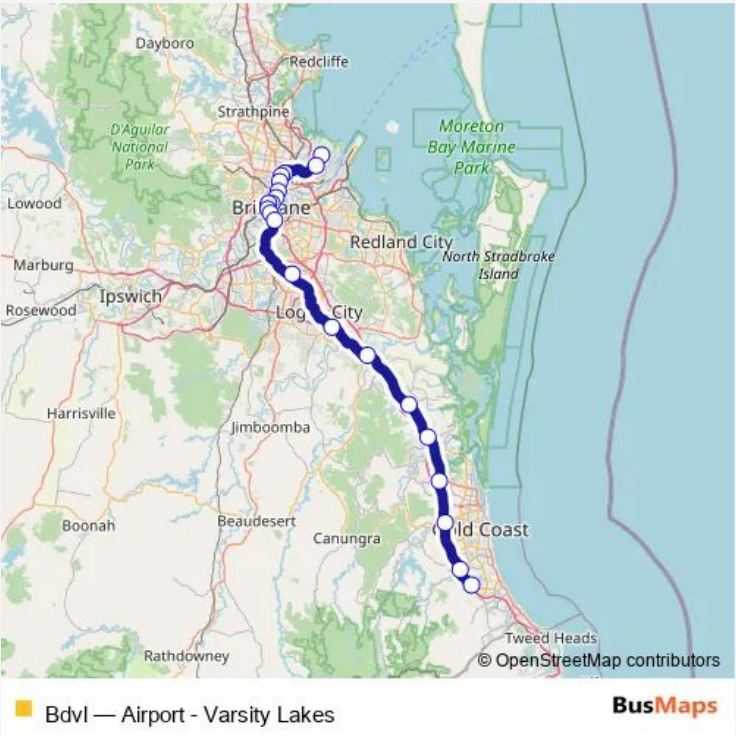 Dayboro
Redcliffe
Strathpine
D'Aguilar
National
Park
Moreton
Bay Marine
Park
Lowood
Brisbane
Redland City
North Stradbroke
Island
Marburg
Ipswich
Rosewood
Logan City
Harrisville
Jimboomba
Boonah
Beaudesert
Gold Coast
Canungra
Tweed Heads
Rathdowney
© OpenStreetMap contributors
Bdvl — Airport - Varsity Lakes
BusMaps